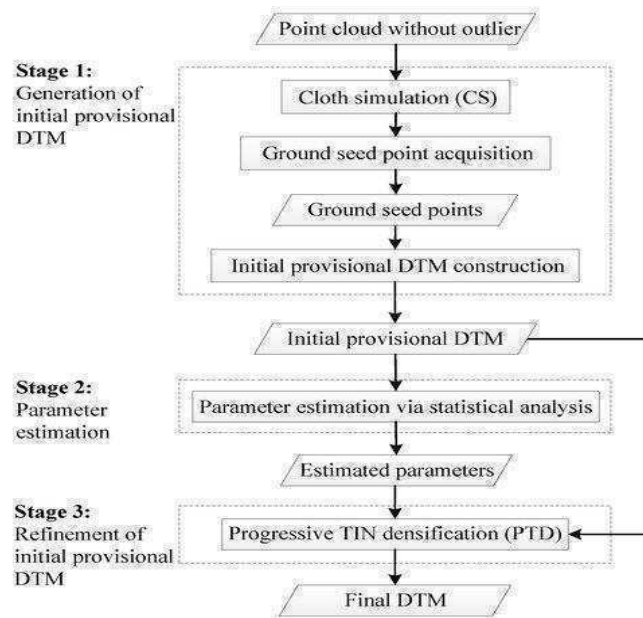 Point cloud without outlier
Stage 1:
Generation of
initial provisional
DTM
Cloth simulation (CS)
Ground seed point acquisition
Ground seed points
Initial provisional DTM construction
Initial provisional DTM
Stage 2:
Parameter
estimation
Parameter estimation via statistical analysis
Estimated parameters
Stage 3:
Refinement of
initial provisional
DTM
Progressive TIN densification (PTD)
Final DTM